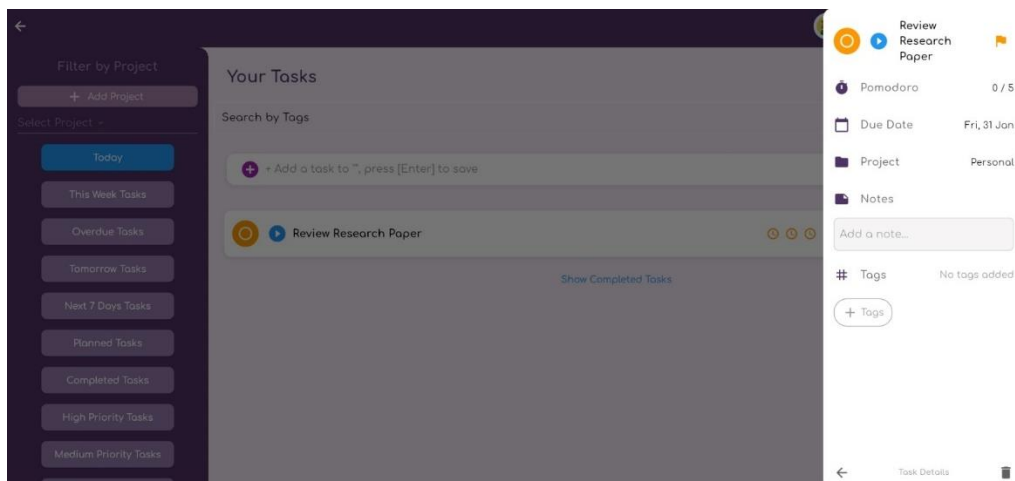 Filter by Project
+ Add Project
Select Project
Today
This Week Tasks
Overdue Tasks
Tomorrow Tasks
Next 7 Days Tasks
Planned Tasks
Completed Tasks
High Priority Tasks
Medium Priority Tasks
Your Tasks
Search by Tags
+ Add a task to "", press [Enter] to save
Review Research Paper
Show Completed Tasks
Review
Research
Paper
Pomodoro 0 / 5
Due Date Fri, 31 Jan
Project Personal
Notes
Add a note...
# Tags No tags added
+ Tags
Task Details